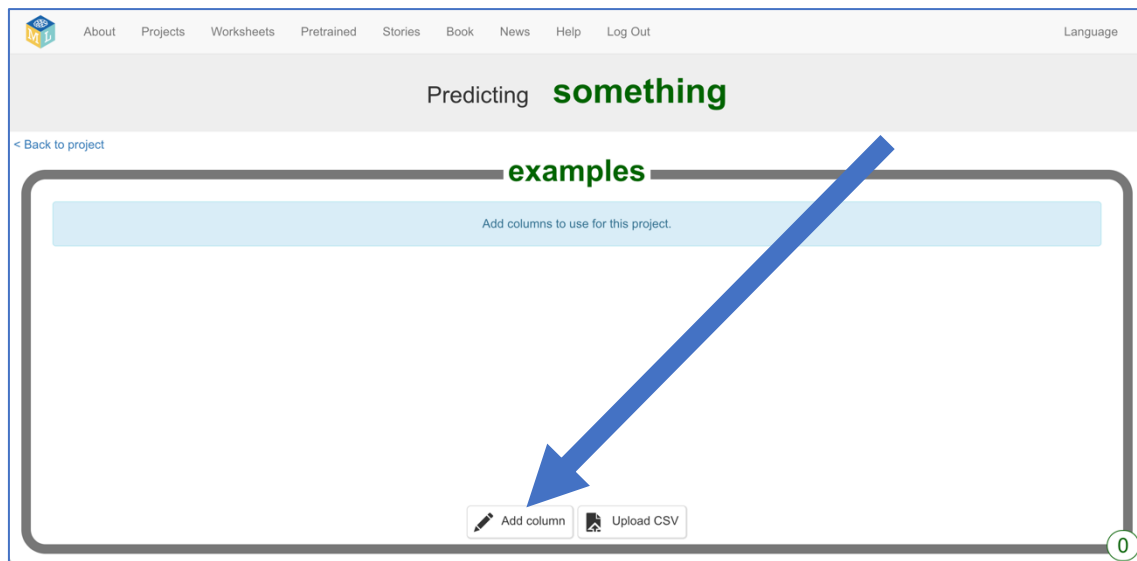 ML
About Projects Worksheets Pretrained Stories Book News Help Log Out Language
Predicting something
< Back to project
examples
Add columns to use for this project.
Add column Upload CSV
0